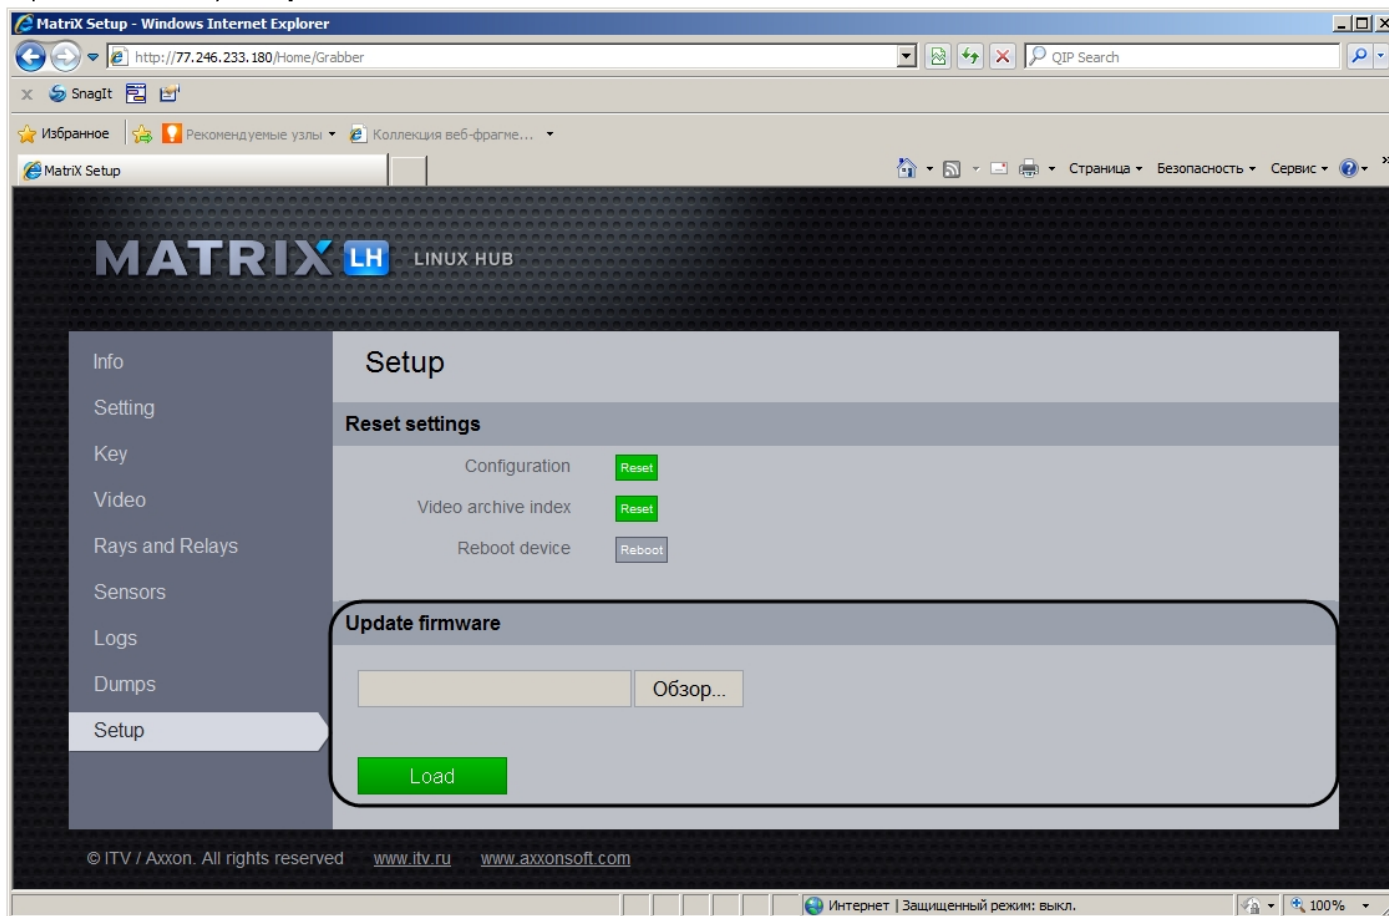 MatriX Setup - Windows Internet Explorer
http://77.246.233.180/Home/Grabber
QIP Search
x SnagIt
Избранное Рекомендуемые узлы Коллекция веб-фрагме...
MatriX Setup Страница Безопасность Сервис
MATRIX LH LINUX HUB
Info
Setting
Key
Video
Rays and Relays
Sensors
Logs
Dumps
Setup
Setup
Reset settings
Configuration Reset
Video archive index Reset
Reboot device Reboot
Update firmware
Обзор...
Load
© ITV / Axxon. All rights reserved www.itv.ru www.axxonsoft.com
Интернет | Защищенный режим: выкл. 100%